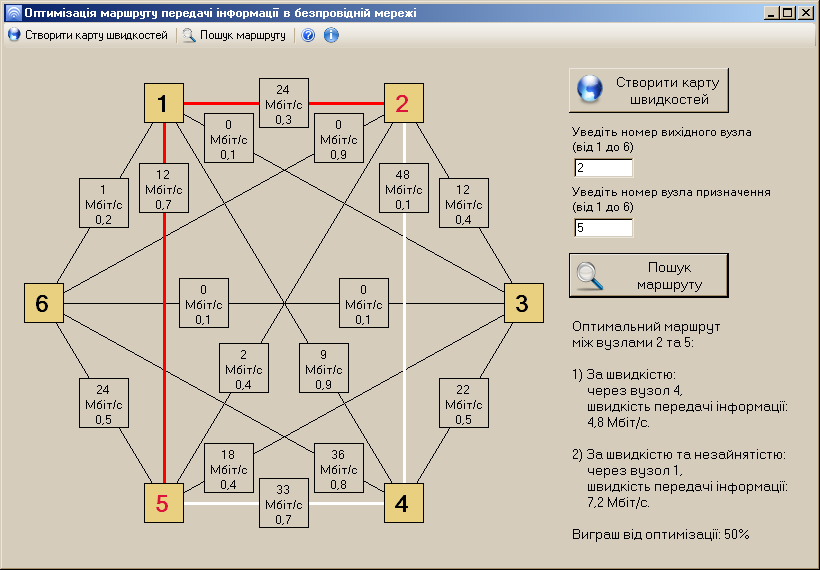 Оптимізація маршруту передачі інформації в безпровідній мережі
Створити карту швидкостей
Пошук маршруту
1
24
Мбіт/с
0,3
2
0
Мбіт/с
0,1
0
Мбіт/с
0,9
1
Мбіт/с
0,2
12
Мбіт/с
0,7
48
Мбіт/с
0,1
12
Мбіт/с
0,4
6
0
Мбіт/с
0,1
0
Мбіт/с
0,1
3
2
Мбіт/с
0,4
9
Мбіт/с
0,9
24
Мбіт/с
0,5
22
Мбіт/с
0,5
18
Мбіт/с
0,4
36
Мбіт/с
0,8
5
33
Мбіт/с
0,7
4
Створити карту
швидкостей
Уведіть номер вихідного вузла
(від 1 до 6)
2
Уведіть номер вузла призначення
(від 1 до 6)
5
Пошук
маршруту
Оптимальний маршрут
між вузлами 2 та 5:
1) За швидкістю:
через вузол 4,
швидкість передачі інформації:
4,8 Мбіт/с.
2) За швидкістю та незайнятістю:
через вузол 1,
швидкість передачі інформації:
7,2 Мбіт/с.
Виграш від оптимізації: 50%